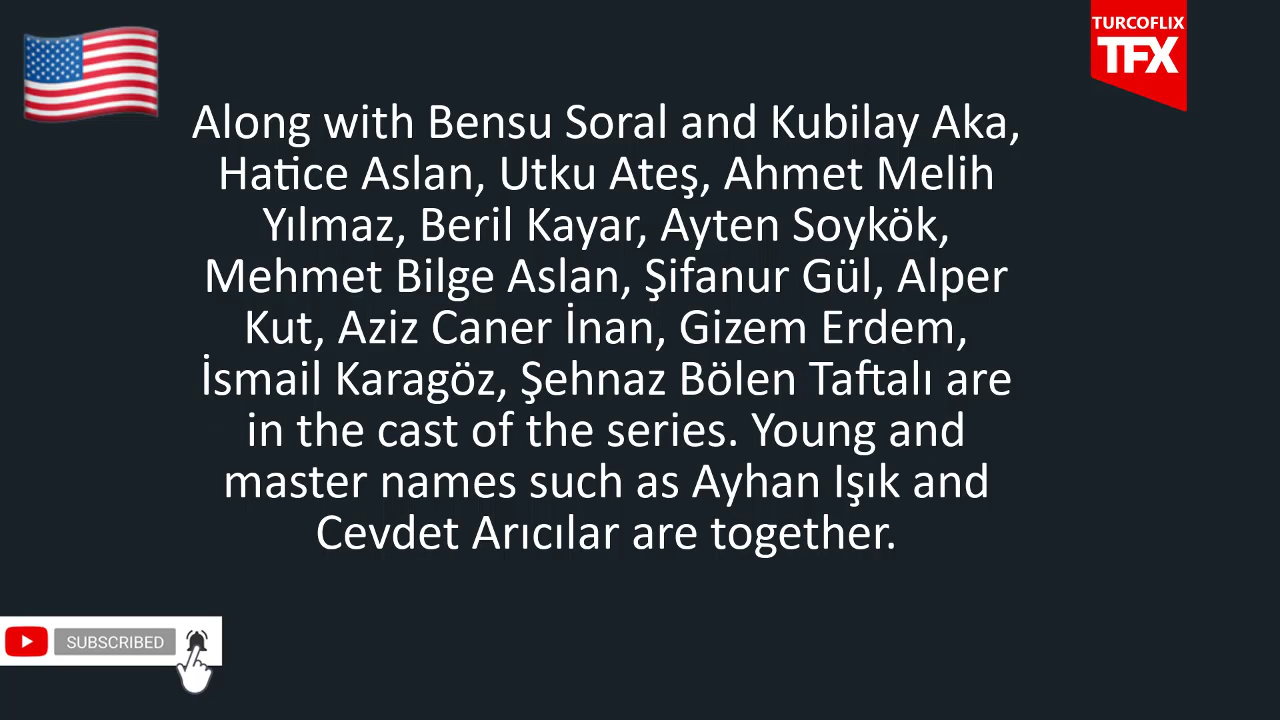 TURCOFLIX
TFX
Along with Bensu Soral and Kubilay Aka,
Hatice Aslan, Utku Ateş, Ahmet Melih
Yılmaz, Beril Kayar, Ayten Soykök,
Mehmet Bilge Aslan, Şifanur Gül, Alper
Kut, Aziz Caner İnan, Gizem Erdem,
İsmail Karagöz, Şehnaz Bölen Taftalı are
in the cast of the series. Young and
master names such as Ayhan Işık and
Cevdet Arıcılar are together.
SUBSCRIBED